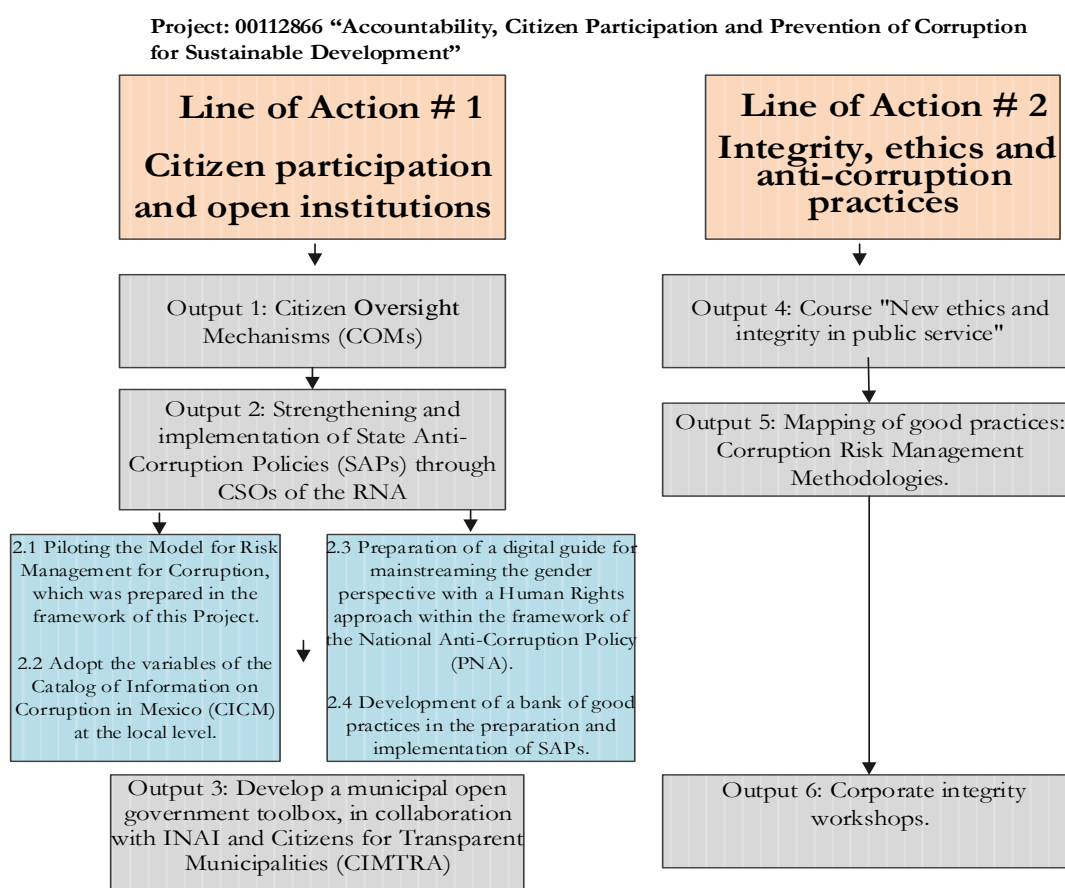 Project: 00112866 “Accountability, Citizen Participation and Prevention of Corruption
for Sustainable Development”
Line of Action # 1
Citizen participation
and open institutions
Output 1: Citizen Oversight
Mechanisms (COMs)
Output 2: Strengthening and
implementation of State Anti-
Corruption Policies (SAPs) through
CSOs of the RNA
2.1 Piloting the Model for Risk
Management for Corruption,
which was prepared in the
framework of this Project.
2.2 Adopt the variables of the
Catalog of Information on
Corruption in Mexico (CICM)
at the local level.
2.3 Preparation of a digital guide for
mainstreaming the gender
perspective with a Human Rights
approach within the framework of
the National Anti-Corruption Policy
(PNA).
2.4 Development of a bank of good
practices in the preparation and
implementation of SAPs.
Output 3: Develop a municipal open
government toolbox, in collaboration
with INAI and Citizens for Transparent
Municipalities (CIMTRA)
Line of Action # 2
Integrity, ethics and
anti-corruption
practices
Output 4: Course "New ethics and
integrity in public service"
Output 5: Mapping of good practices:
Corruption Risk Management
Methodologies.
Output 6: Corporate integrity
workshops.